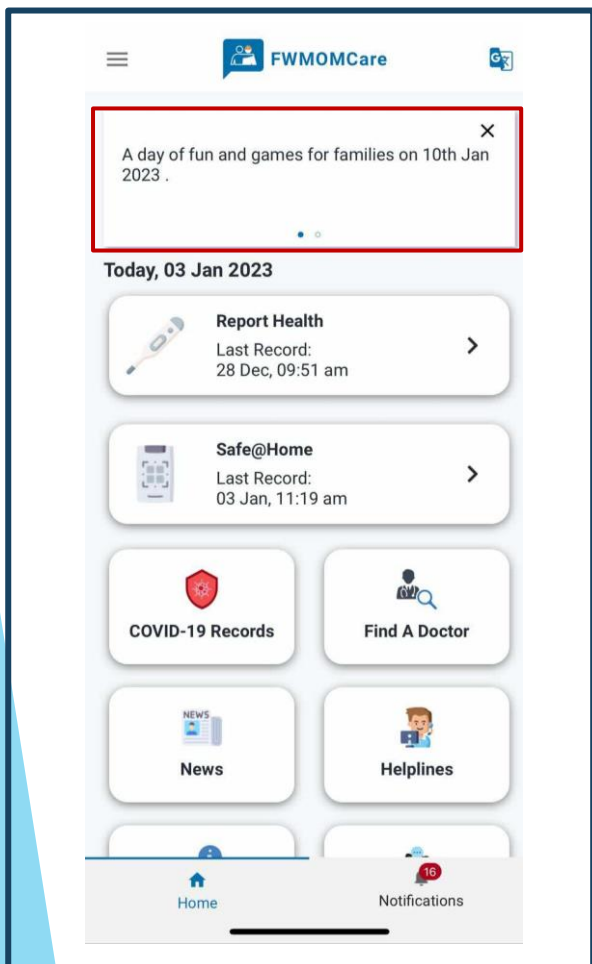 FWMOMCare
A day of fun and games for families on 10th Jan
2023 .
Today, 03 Jan 2023
Report Health
Last Record:
28 Dec, 09:51 am
Safe@Home
Last Record:
03 Jan, 11:19 am
COVID-19 Records
Find A Doctor
NEWS
News
Helplines
16
Home
Notifications